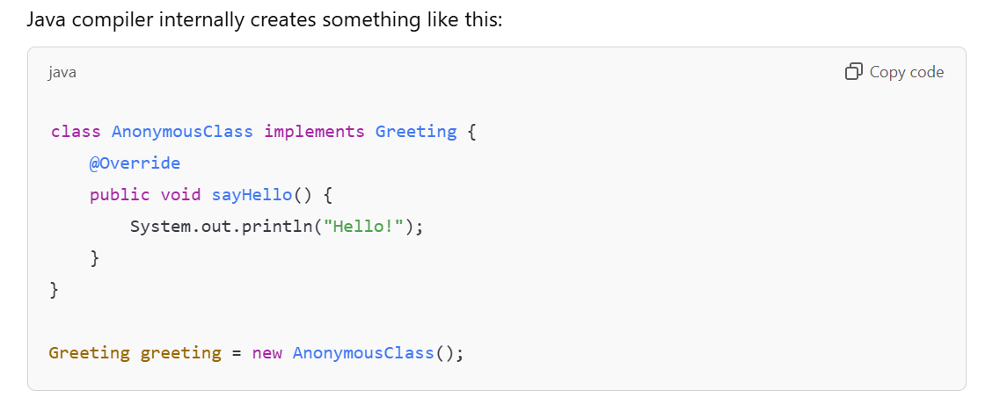 Java compiler internally creates something like this:
java
Copy code
class AnonymousClass implements Greeting {
    @Override
    public void sayHello() {
        System.out.println("Hello!");
    }
}
Greeting greeting = new AnonymousClass();